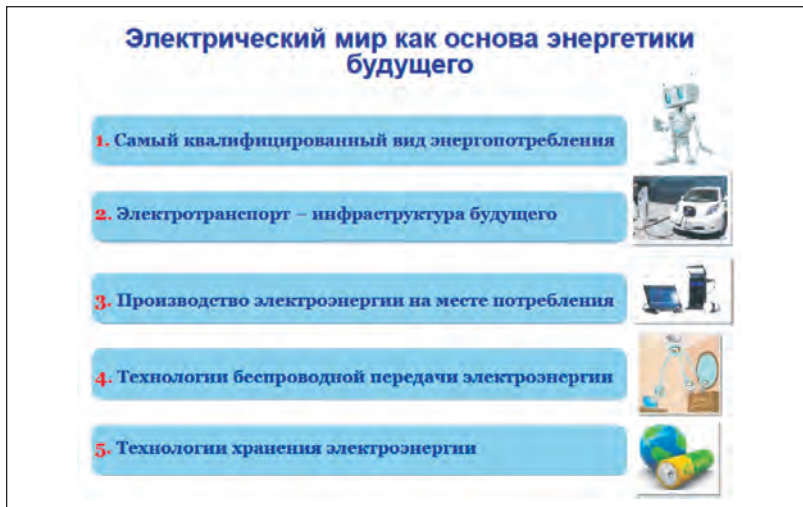 Электрический мир как основа энергетики
будущего
1. Самый квалифицированный вид энергопотребления
2. Электротранспорт – инфраструктура будущего
3. Производство электроэнергии на месте потребления
4. Технологии беспроводной передачи электроэнергии
5. Технологии хранения электроэнергии